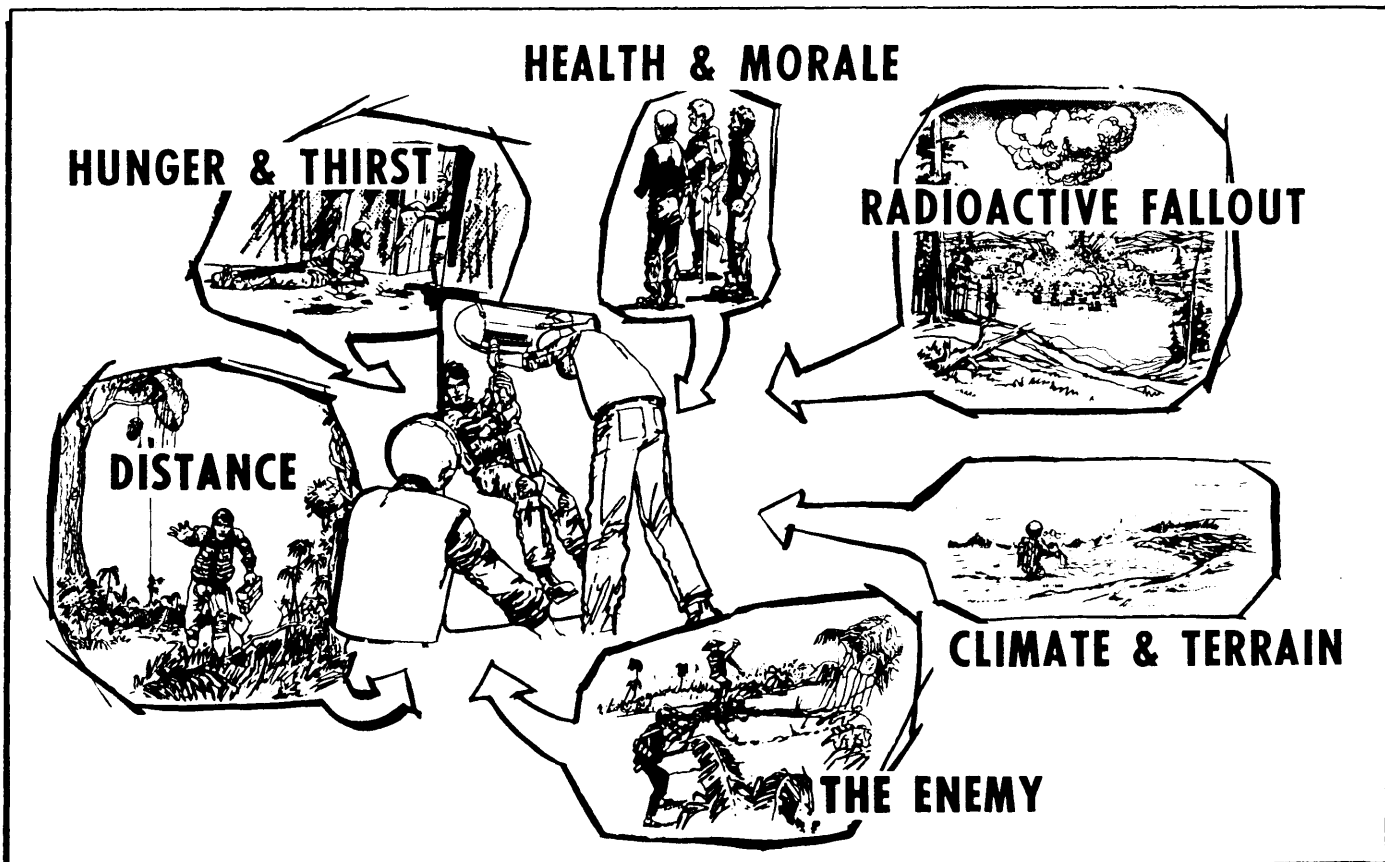 HEALTH & MORALE
HUNGER & THIRST
RADIOACTIVE FALLOUT
DISTANCE
CLIMATE & TERRAIN
THE ENEMY